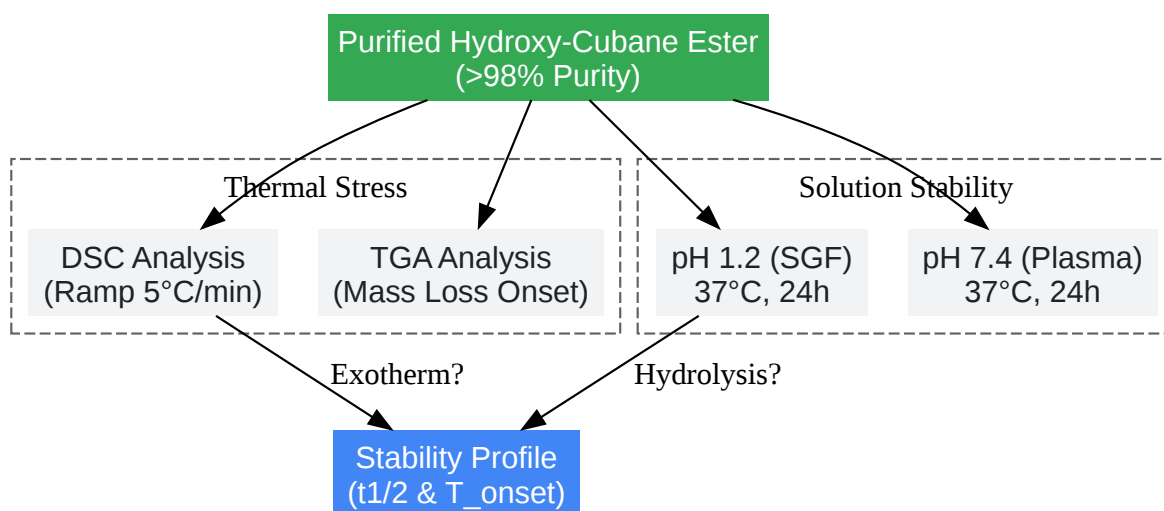 Purified Hydroxy-Cubane Ester
(>98% Purity)
Thermal Stress
Solution Stability
DSC Analysis
(Ramp 5°C/min)
TGA Analysis
(Mass Loss Onset)
pH 1.2 (SGF)
37°C, 24h
pH 7.4 (Plasma)
37°C, 24h
Exotherm?
Hydrolysis?
Stability Profile
(t1/2 & T_onset)